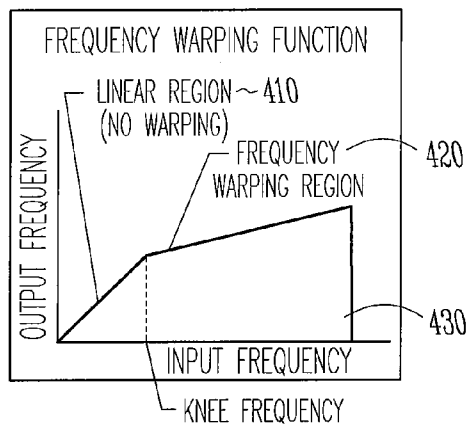 FREQUENCY WARPING FUNCTION
LINEAR REGION ~ 410
(NO WARPING)
FREQUENCY
WARPING REGION
420
OUTPUT FREQUENCY
430
INPUT FREQUENCY
KNEE FREQUENCY